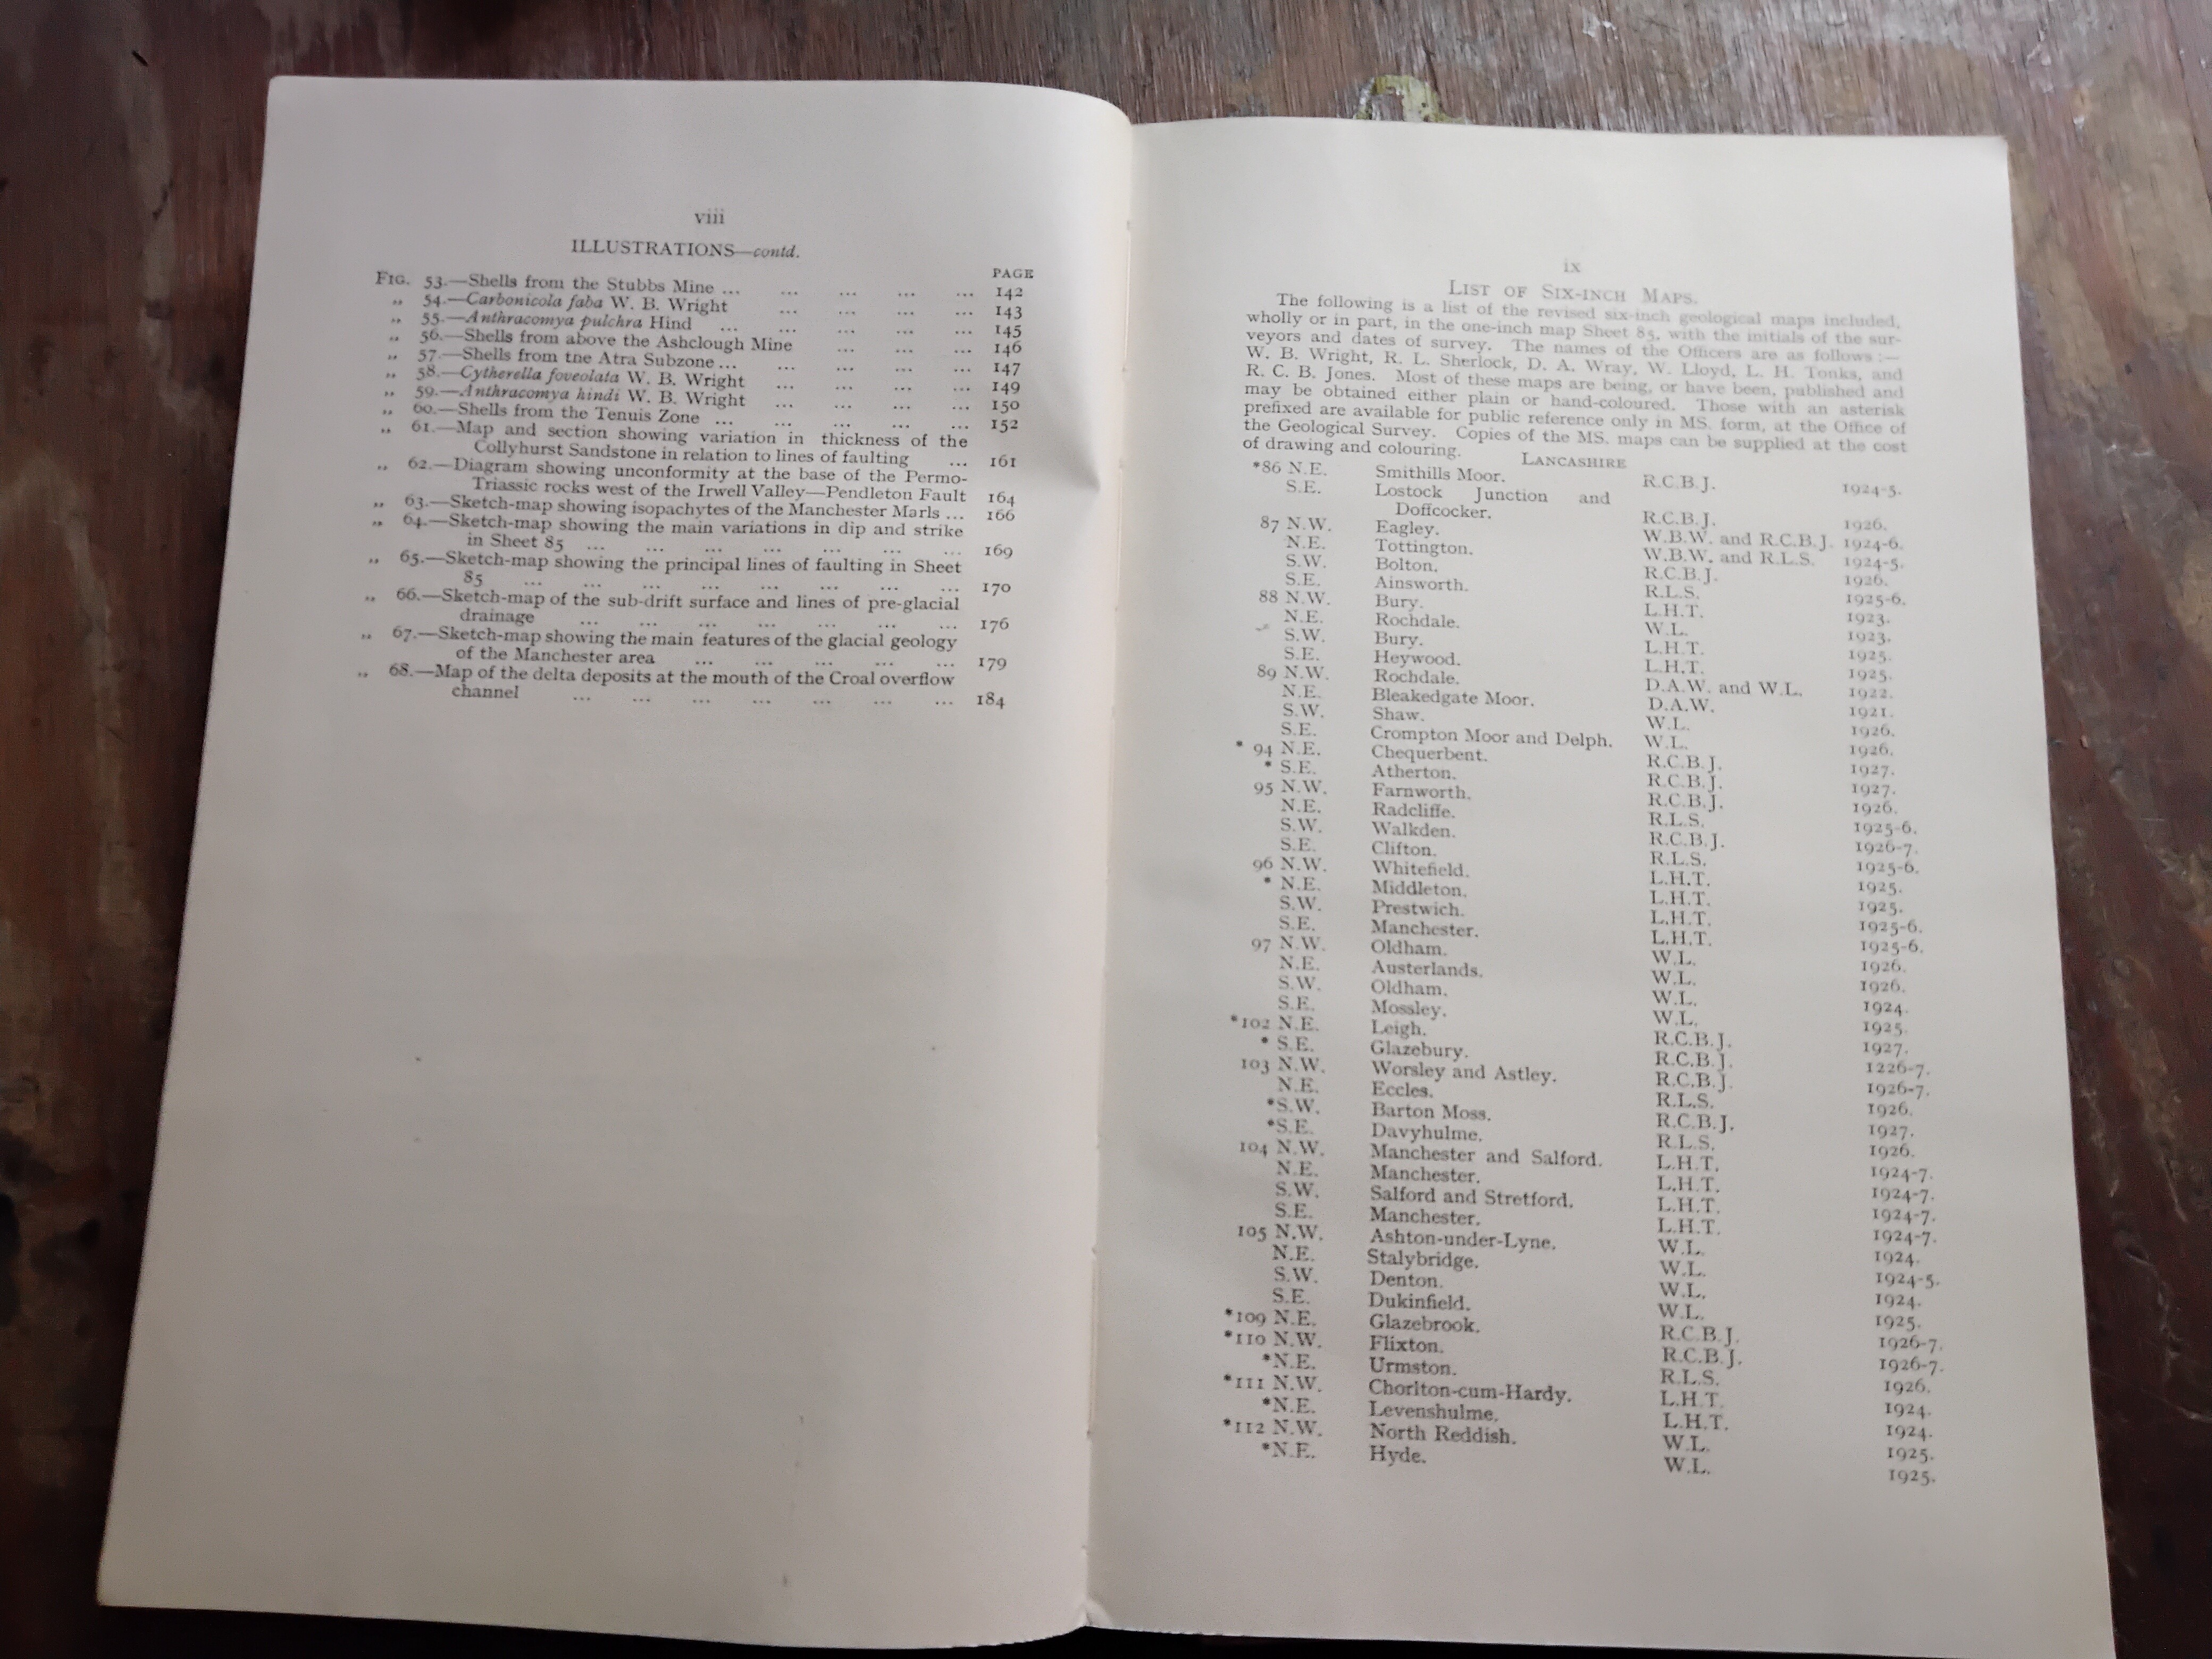 viii
ILLUSTRATIONS—contd.
PAGE
FIG. 53.—Shells from the Stubbs Mine ... ... ... ... ... 142
„ 54.—Carbonicola faba W. B. Wright ... ... ... ... 143
„ 55.—Anthracomya pulchra Hind ... ... ... ... ... 145
„ 56.—Shells from above the Ashclough Mine ... ... ... 146
„ 57.—Shells from the Atra Subzone ... ... ... ... ... 147
„ 58.—Cytherella foveolata W. B. Wright ... ... ... ... 149
„ 59.—Anthracomya hindi W. B. Wright ... ... ... ... 150
„ 60.—Shells from the Tenuis Zone ... ... ... ... ... 152
„ 61.—Map and section showing variation in thickness of the
Collyhurst Sandstone in relation to lines of faulting ... 161
„ 62.—Diagram showing unconformity at the base of the Permo-
Triassic rocks west of the Irwell Valley—Pendleton Fault 164
„ 63.—Sketch-map showing isopachytes of the Manchester Marls ... 166
„ 64.—Sketch-map showing the main variations in dip and strike
in Sheet 85 ... ... ... ... ... ... ... 169
„ 65.—Sketch-map showing the principal lines of faulting in Sheet
85 ... ... ... ... ... ... ... ... 170
„ 66.—Sketch-map of the sub-drift surface and lines of pre-glacial
drainage ... ... ... ... ... ... ... 176
„ 67.—Sketch-map showing the main features of the glacial geology
of the Manchester area ... ... ... ... ... 179
„ 68.—Map of the delta deposits at the mouth of the Croal overflow
channel ... ... ... ... ... ... ... 184
ix
LIST OF SIX-INCH MAPS.
The following is a list of the revised six-inch geological maps included,
wholly or in part, in the one-inch map Sheet 85, with the initials of the sur-
veyors and dates of survey. The names of the Officers are as follows :—
W. B. Wright, R. L. Sherlock, D. A. Wray, W. Lloyd, L. H. Tonks, and
R. C. B. Jones. Most of these maps are being, or have been, published and
may be obtained either plain or hand-coloured. Those with an asterisk
prefixed are available for public reference only in MS. form, at the Office of
the Geological Survey. Copies of the MS. maps can be supplied at the cost
of drawing and colouring.
LANCASHIRE
*86 N.E. Smithills Moor. R.C.B.J. 1924-5.
S.E. Lostock Junction and
Doffcocker. R.C.B.J. 1926.
87 N.W. Eagley. W.B.W. and R.C.B.J. 1924-6.
N.E. Tottington. W.B.W. and R.L.S. 1924-5.
S.W. Bolton. R.C.B.J. 1926.
S.E. Ainsworth. R.L.S. 1925-6.
88 N.W. Bury. L.H.T. 1923.
N.E. Rochdale. W.L. 1923.
S.W. Bury. L.H.T. 1925.
S.E. Heywood. L.H.T. 1925.
89 N.W. Rochdale. D.A.W. and W.L. 1922.
N.E. Bleakedgate Moor. D.A.W. 1921.
S.W. Shaw. W.L. 1926.
S.E. Crompton Moor and Delph. W.L. 1926.
* 94 N.E. Chequerbent. R.C.B.J. 1927.
* S.E. Atherton. R.C.B.J. 1927.
95 N.W. Farnworth. R.C.B.J. 1926.
N.E. Radcliffe. R.L.S. 1925-6.
S.W. Walkden. R.C.B.J. 1926-7.
S.E. Clifton. R.L.S. 1925-6.
96 N.W. Whitefield. L.H.T. 1925.
* N.E. Middleton. L.H.T. 1925.
S.W. Prestwich. L.H.T. 1925-6.
S.E. Manchester. L.H.T. 1925-6.
97 N.W. Oldham. W.L. 1926.
N.E. Austerlands. W.L. 1926.
S.W. Oldham. W.L. 1924.
S.E. Mossley. W.L. 1925.
*102 N.E. Leigh. R.C.B.J. 1927.
* S.E. Glazebury. R.C.B.J. 1226-7.
103 N.W. Worsley and Astley. R.C.B.J. 1926-7.
N.E. Eccles. R.L.S. 1926.
*S.W. Barton Moss. R.C.B.J. 1927.
*S.E. Davyhulme. R.L.S. 1926.
104 N.W. Manchester and Salford. L.H.T. 1924-7.
N.E. Manchester. L.H.T. 1924-7.
S.W. Salford and Stretford. L.H.T. 1924-7.
S.E. Manchester. L.H.T. 1924-7.
105 N.W. Ashton-under-Lyne. W.L. 1924.
N.E. Stalybridge. W.L. 1924-5.
S.W. Denton. W.L. 1924.
S.E. Dukinfield. W.L. 1925.
*109 N.E. Glazebrook. R.C.B.J. 1926-7.
*110 N.W. Flixton. R.C.B.J. 1926-7.
*N.E. Urmston. R.L.S. 1926.
*111 N.W. Chorlton-cum-Hardy. L.H.T. 1924.
*N.E. Levenshulme. L.H.T. 1924.
*112 N.W. North Reddish. W.L. 1925.
*N.E. Hyde. W.L. 1925.